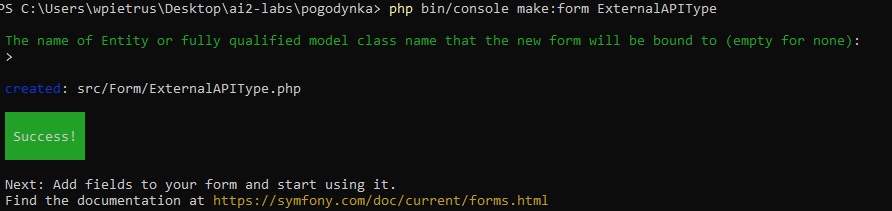 PS C:\Users\wpietrus\Desktop\ai2-labs\pogodynka> php bin/console make:form ExternalAPIType
The name of Entity or fully qualified model class name that the new form will be bound to (empty for none):
>
created: src/Form/ExternalAPIType.php
Success!
Next: Add fields to your form and start using it.
Find the documentation at https://symfony.com/doc/current/forms.html